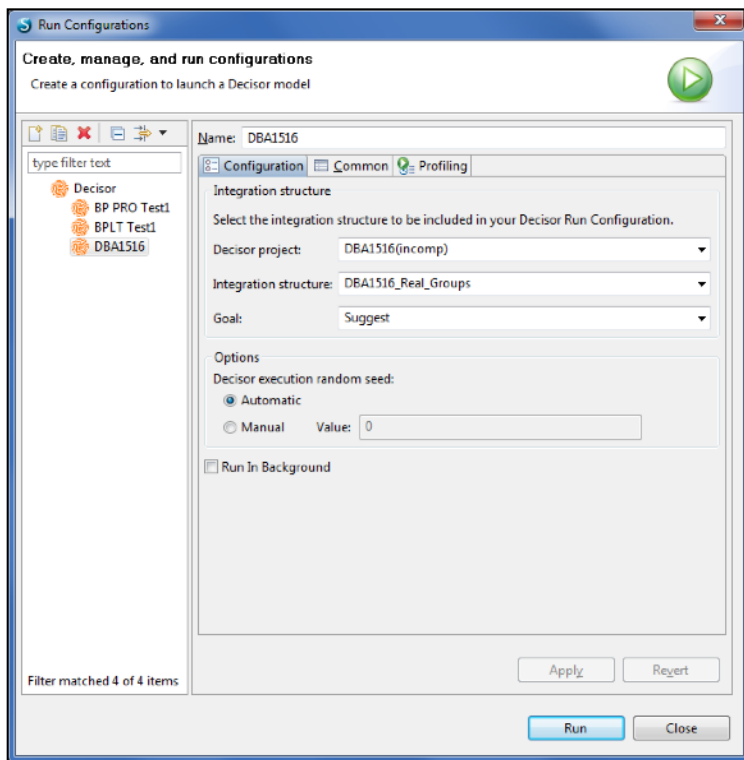 Run Configurations
Create, manage, and run configurations
Create a configuration to launch a Decisor model
type filter text
Decisor
BP PRO Test1
BPLT Test1
DBA1516
Filter matched 4 of 4 items
Name: DBA1516
Configuration Common Profiling
Integration structure
Select the integration structure to be included in your Decisor Run Configuration.
Decisor project: DBA1516(incomp)
Integration structure: DBA1516_Real_Groups
Goal: Suggest
Options
Decisor execution random seed:
Automatic
Manual Value: 0
Run In Background
Apply Revert
Run Close